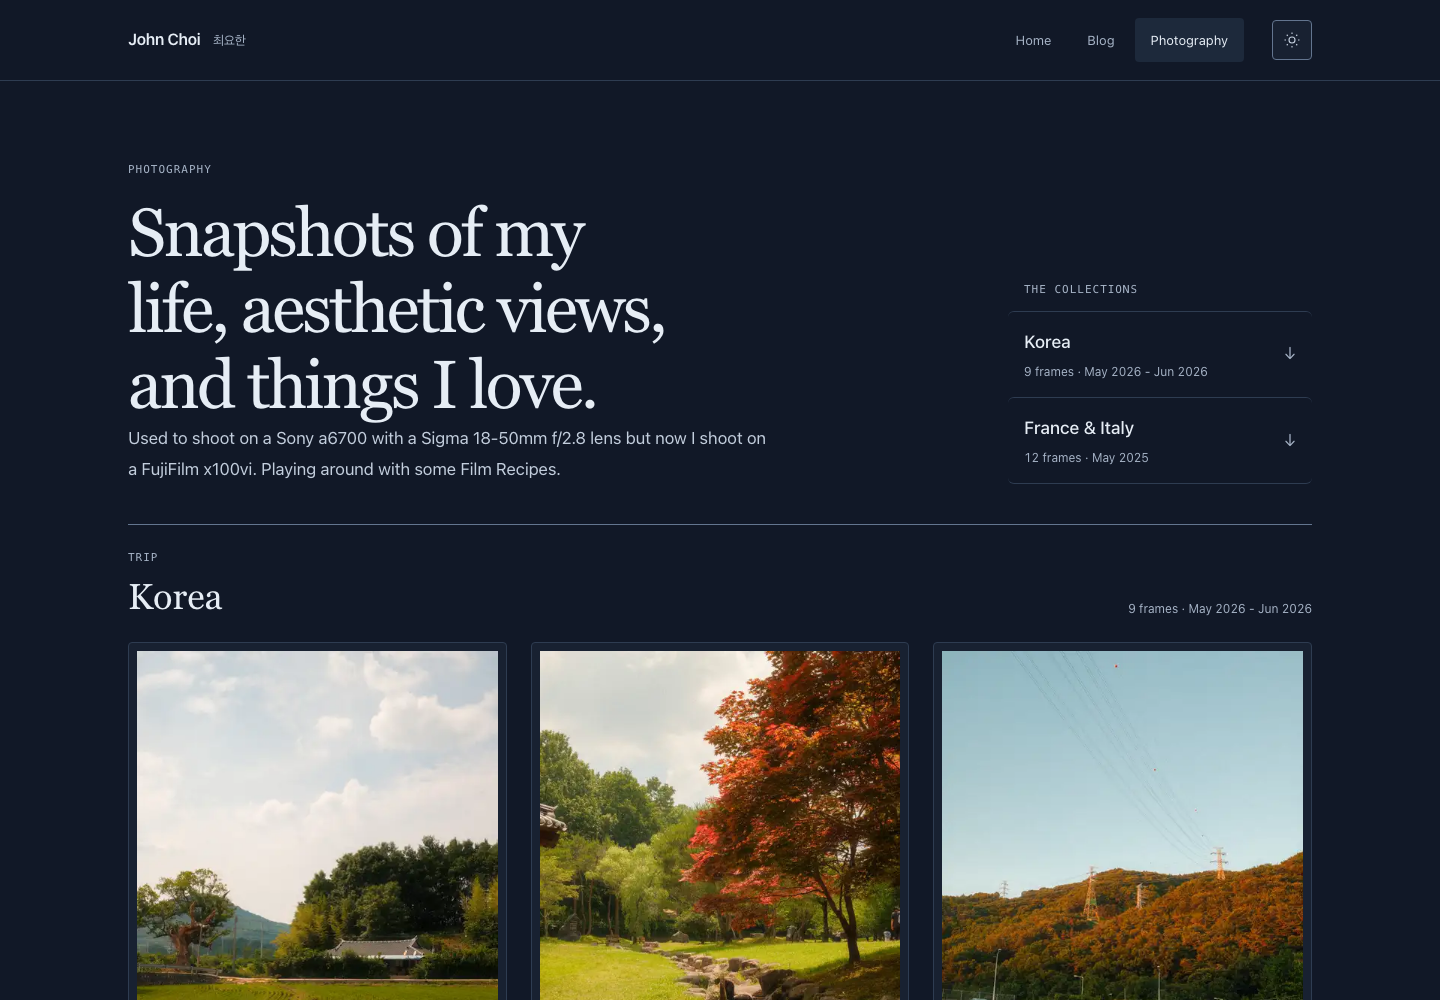 John Choi 최요한
Home Blog Photography
PHOTOGRAPHY
Snapshots of my
life, aesthetic views,
and things I love.
Used to shoot on a Sony a6700 with a Sigma 18-50mm f/2.8 lens but now I shoot on
a FujiFilm x100vi. Playing around with some Film Recipes.
THE COLLECTIONS
Korea
9 frames · May 2026 - Jun 2026
France & Italy
12 frames · May 2025
TRIP
Korea
9 frames · May 2026 - Jun 2026